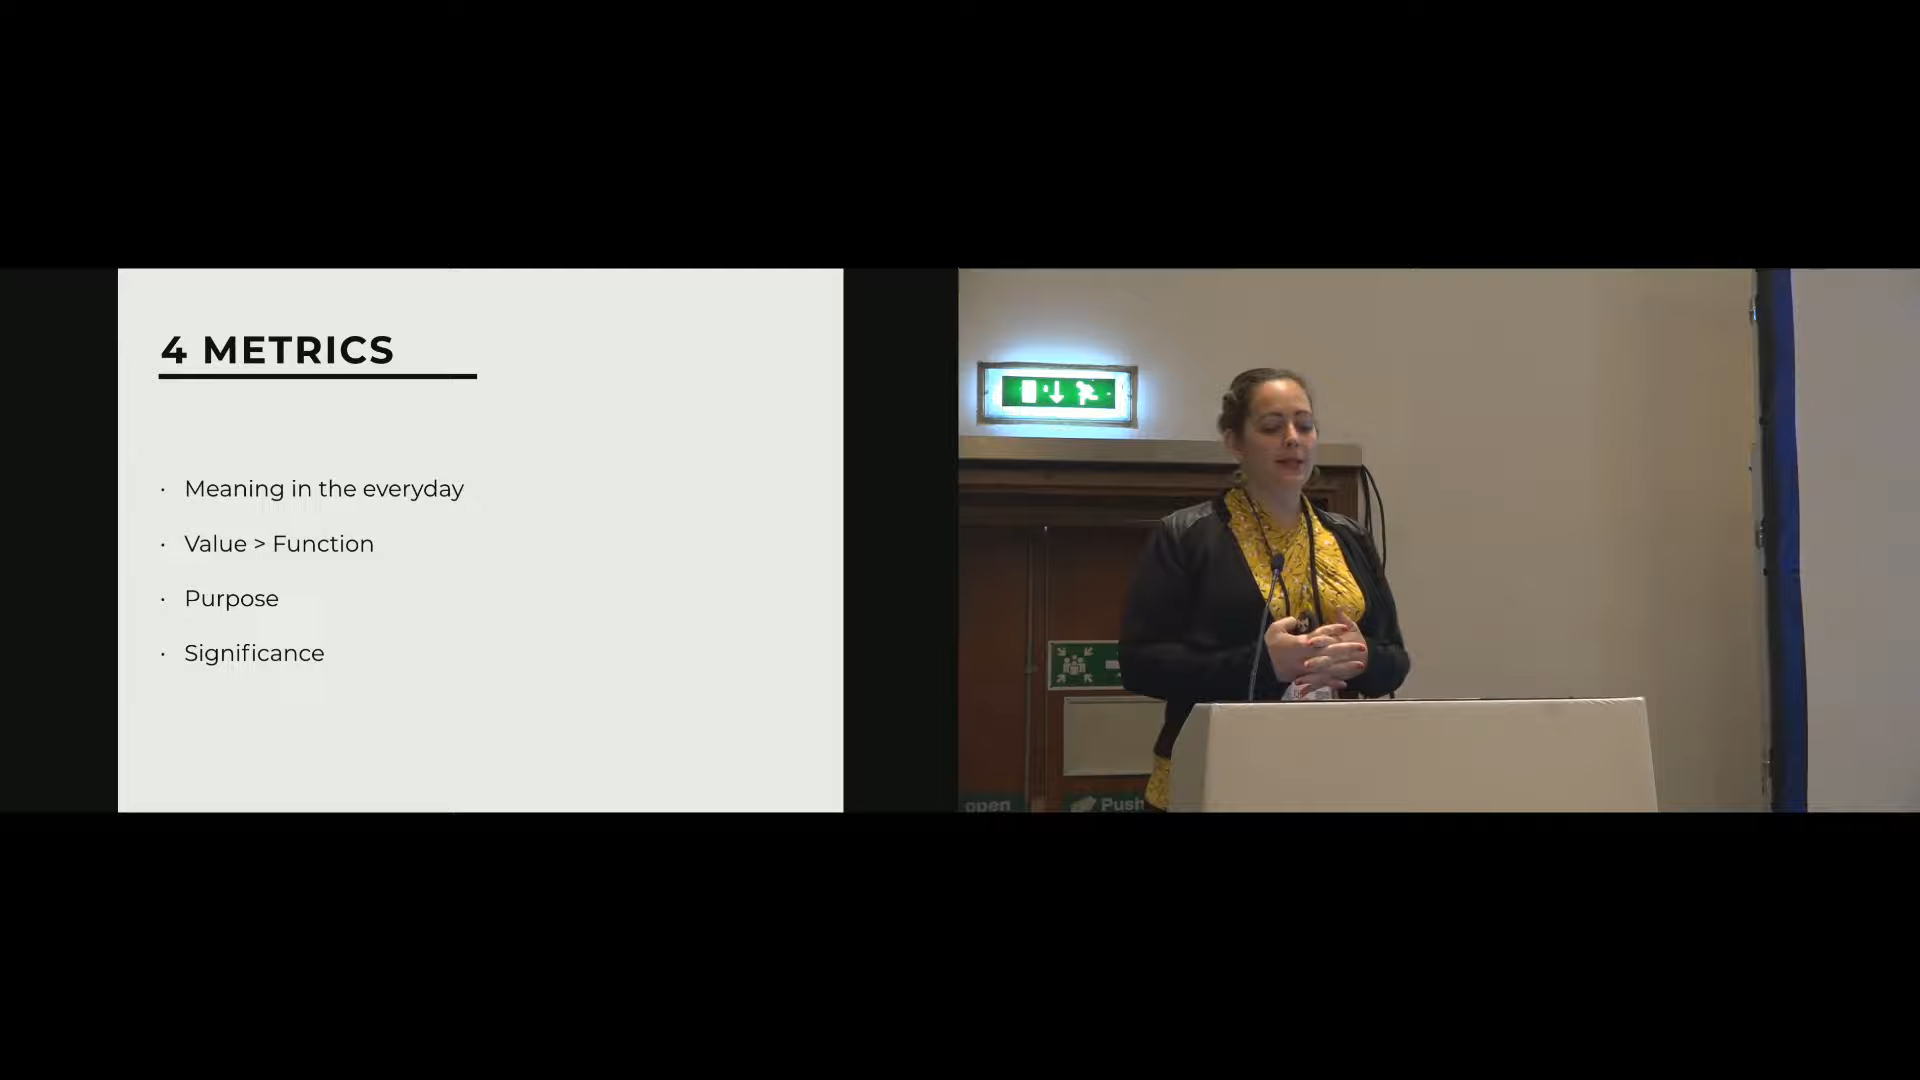 4 METRICS
· Meaning in the everyday
· Value > Function
· Purpose
· Significance
open
Push